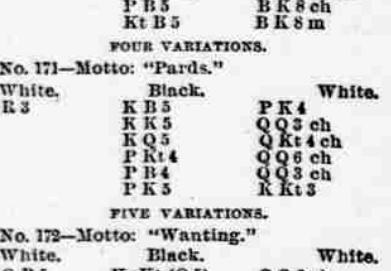 P B 5 B K 8 ch
Kt B 5 B K 8 m
FOUR VARIATIONS.
No. 171—Motto: "Pards."
White. Black. White.
R 3 K B 5 P K 4
K K 5 Q Q 3 ch
K Q 5 Q Kt 4 ch
P Kt 4 Q Q 6 ch
P B 4 Q Q 3 ch
P K 5 K Kt 3
FIVE VARIATIONS.
No. 172—Motto: "Wanting."
White. Black. White.